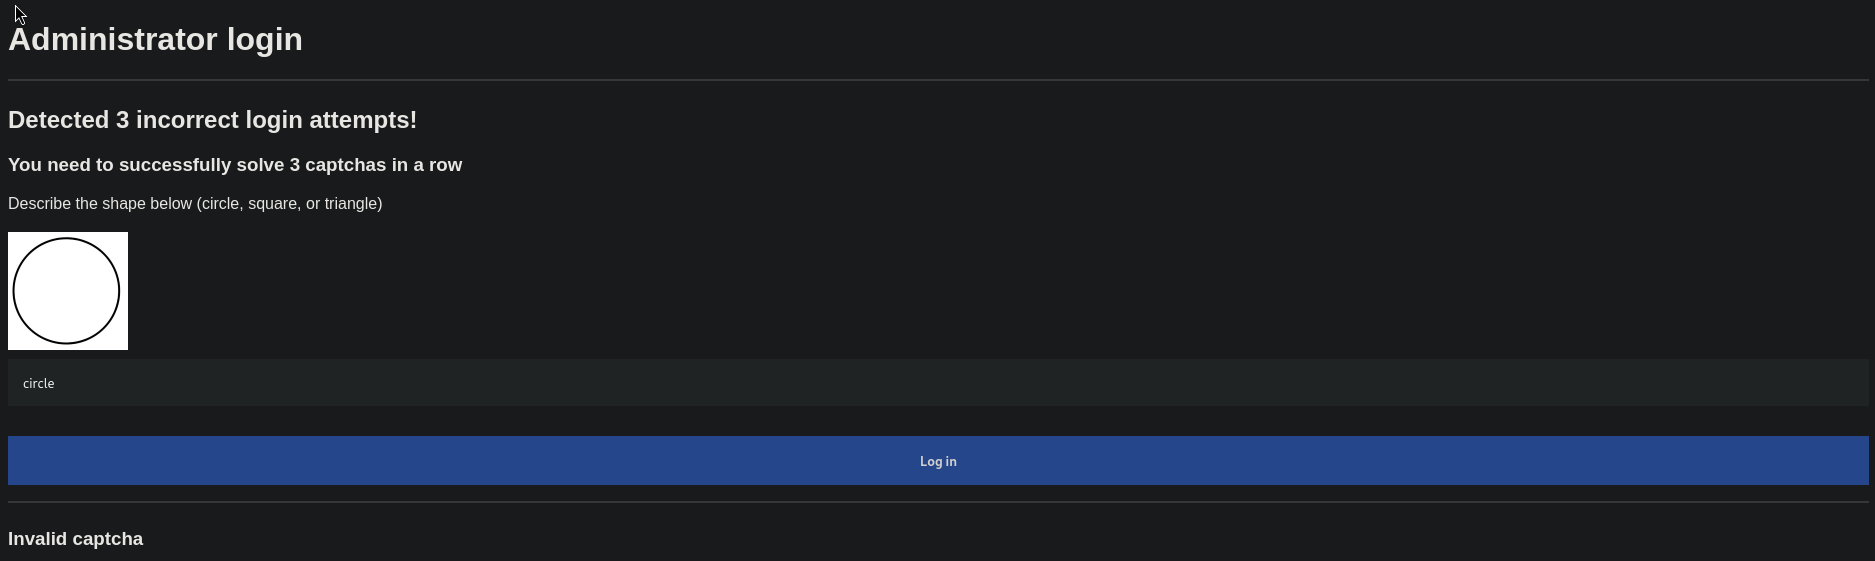 Administrator login
Detected 3 incorrect login attempts!
You need to successfully solve 3 captchas in a row
Describe the shape below (circle, square, or triangle)
circle
Log in
Invalid captcha